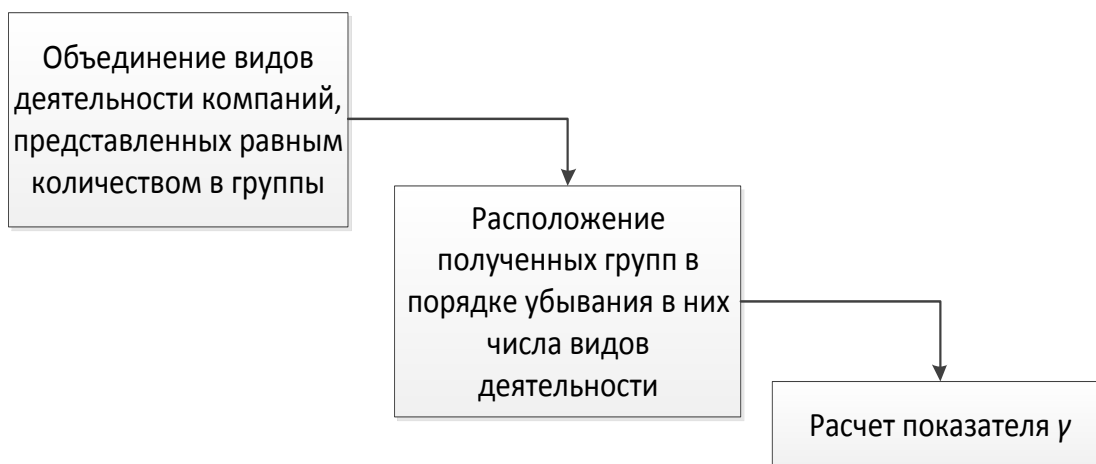 Объединение видов
деятельности компаний,
представленных равным
количеством в группы
Расположение
полученных групп в
порядке убывания в них
числа видов
деятельности
Расчет показателя γ